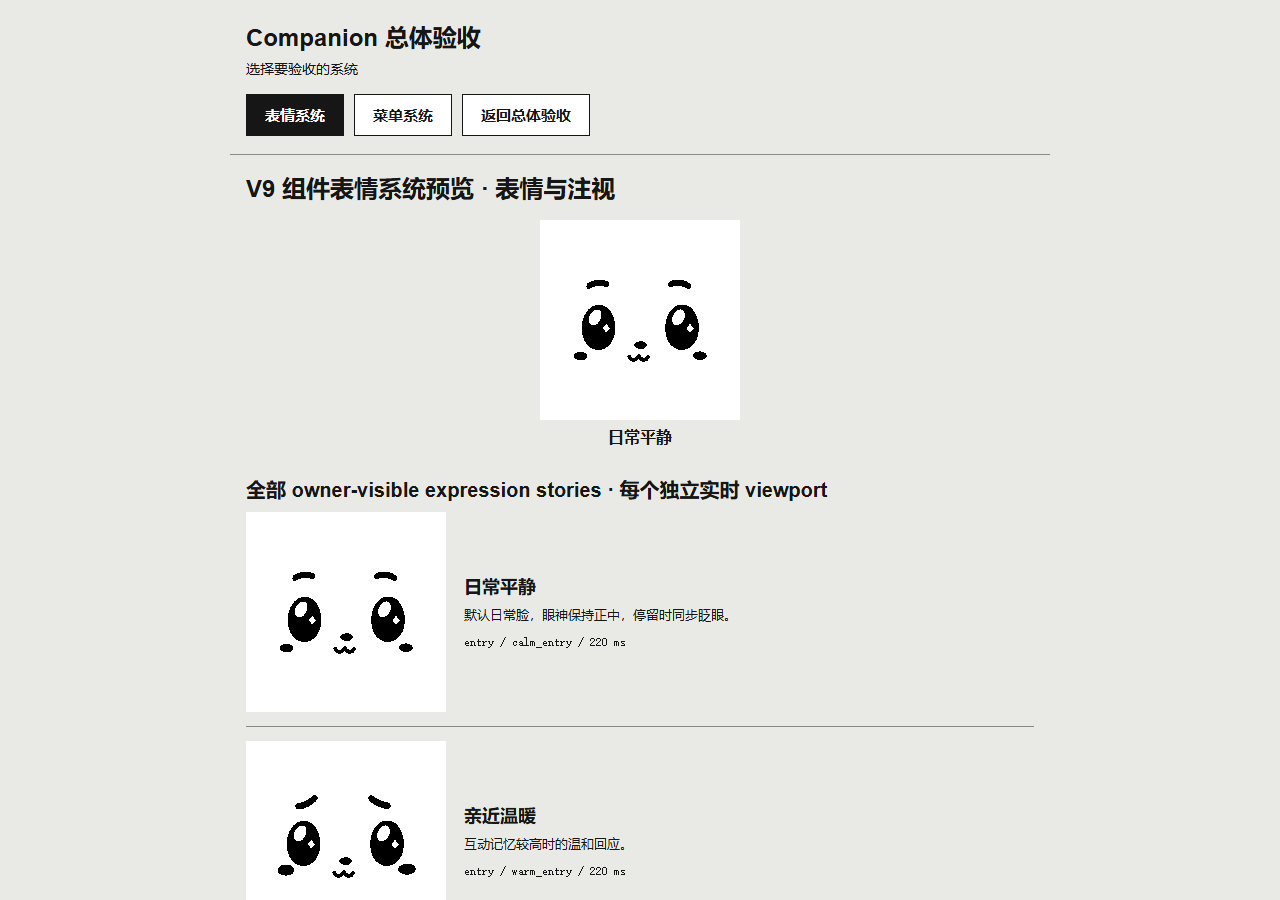 Companion 总体验收
选择要验收的系统
表情系统
菜单系统
返回总体验收
V9 组件表情系统预览 · 表情与注视
日常平静
全部 owner-visible expression stories · 每个独立实时 viewport
日常平静
默认日常脸，眼神保持正中，停留时同步眨眼。
entry / calm_entry / 220 ms
亲近温暖
互动记忆较高时的温和回应。
entry / warm_entry / 220 ms